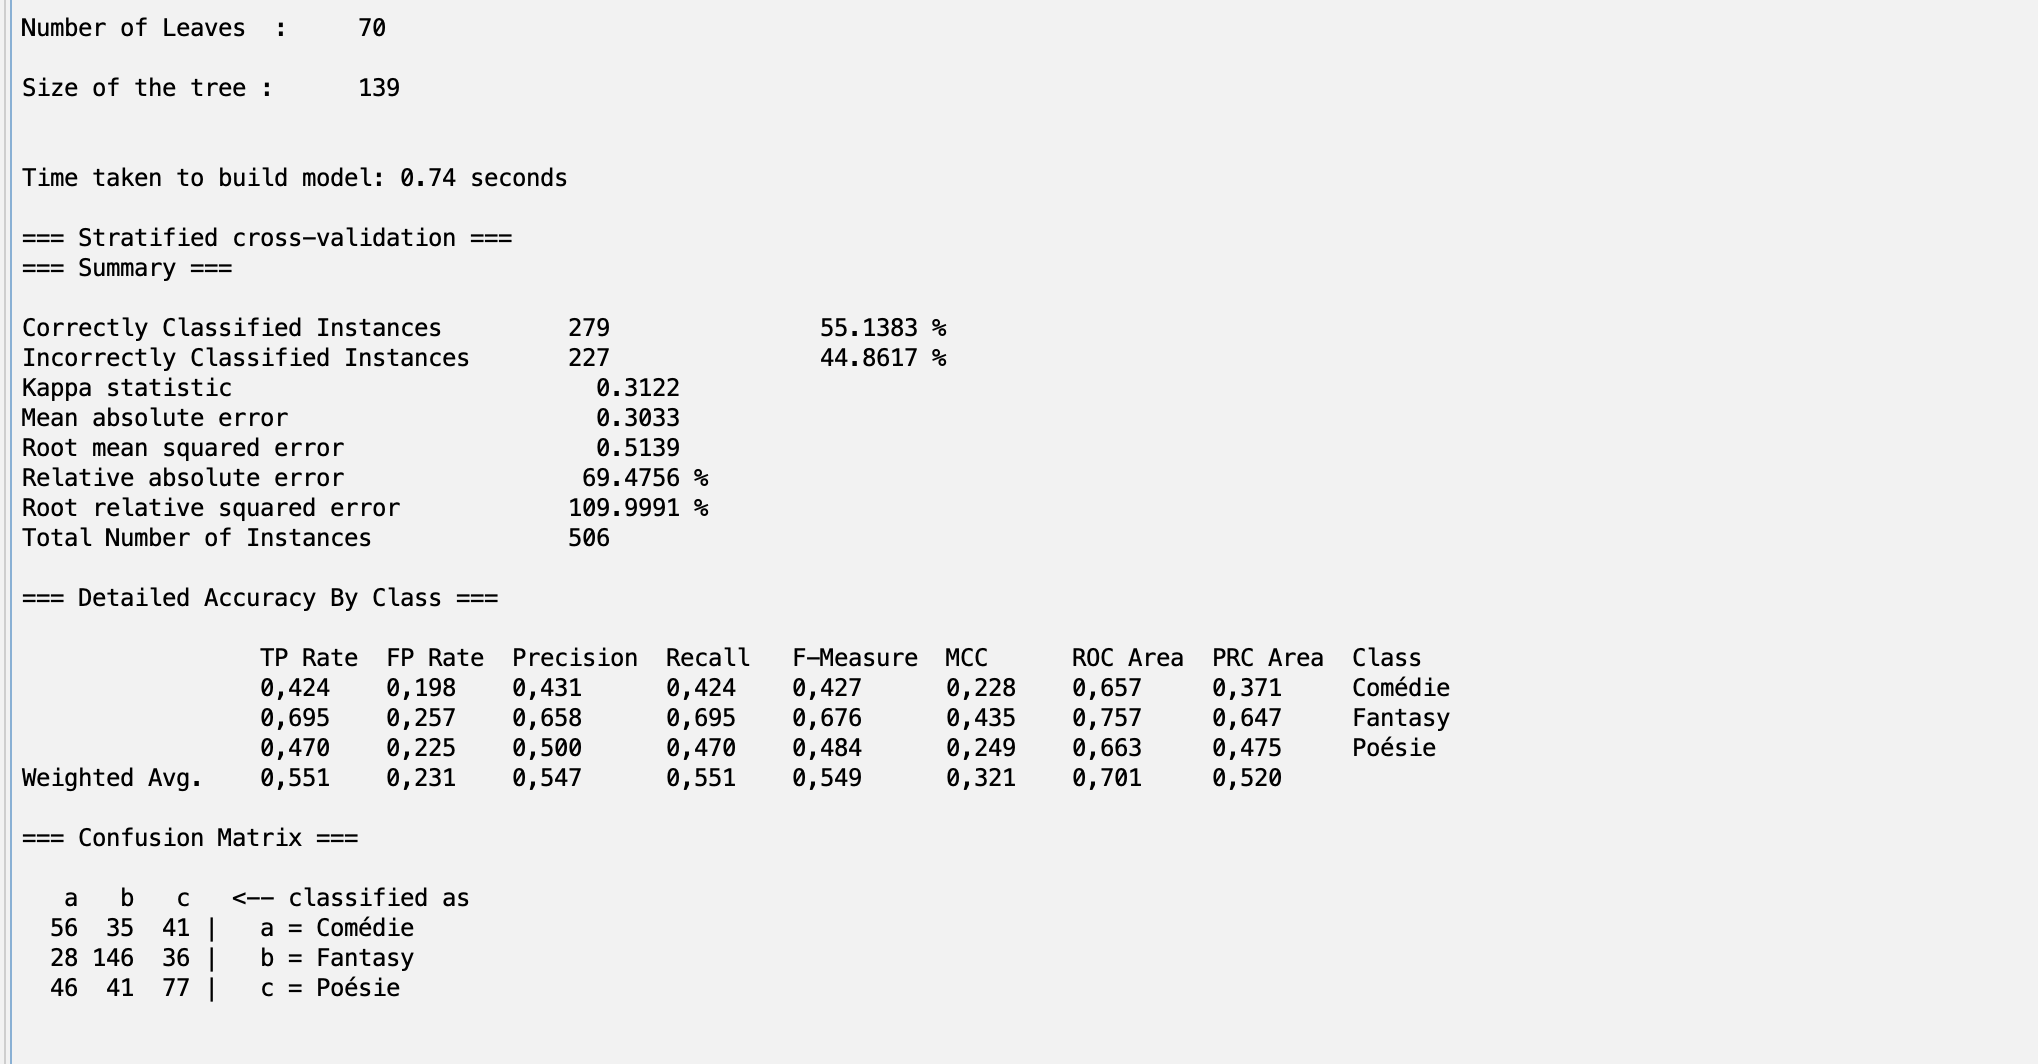 Number of Leaves  :     70
Size of the tree :      139
Time taken to build model: 0.74 seconds
=== Stratified cross-validation ===
=== Summary ===
Correctly Classified Instances         279               55.1383 %
Incorrectly Classified Instances       227               44.8617 %
Kappa statistic                          0.3122
Mean absolute error                      0.3033
Root mean squared error                  0.5139
Relative absolute error                 69.4756 %
Root relative squared error            109.9991 %
Total Number of Instances              506
=== Detailed Accuracy By Class ===
                 TP Rate  FP Rate  Precision  Recall   F-Measure  MCC      ROC Area  PRC Area  Class
                 0,424    0,198    0,431      0,424    0,427      0,228    0,657     0,371     Comédie
                 0,695    0,257    0,658      0,695    0,676      0,435    0,757     0,647     Fantasy
                 0,470    0,225    0,500      0,470    0,484      0,249    0,663     0,475     Poésie
Weighted Avg.    0,551    0,231    0,547      0,551    0,549      0,321    0,701     0,520
=== Confusion Matrix ===
   a   b   c   <-- classified as
  56  35  41 |   a = Comédie
  28 146  36 |   b = Fantasy
  46  41  77 |   c = Poésie